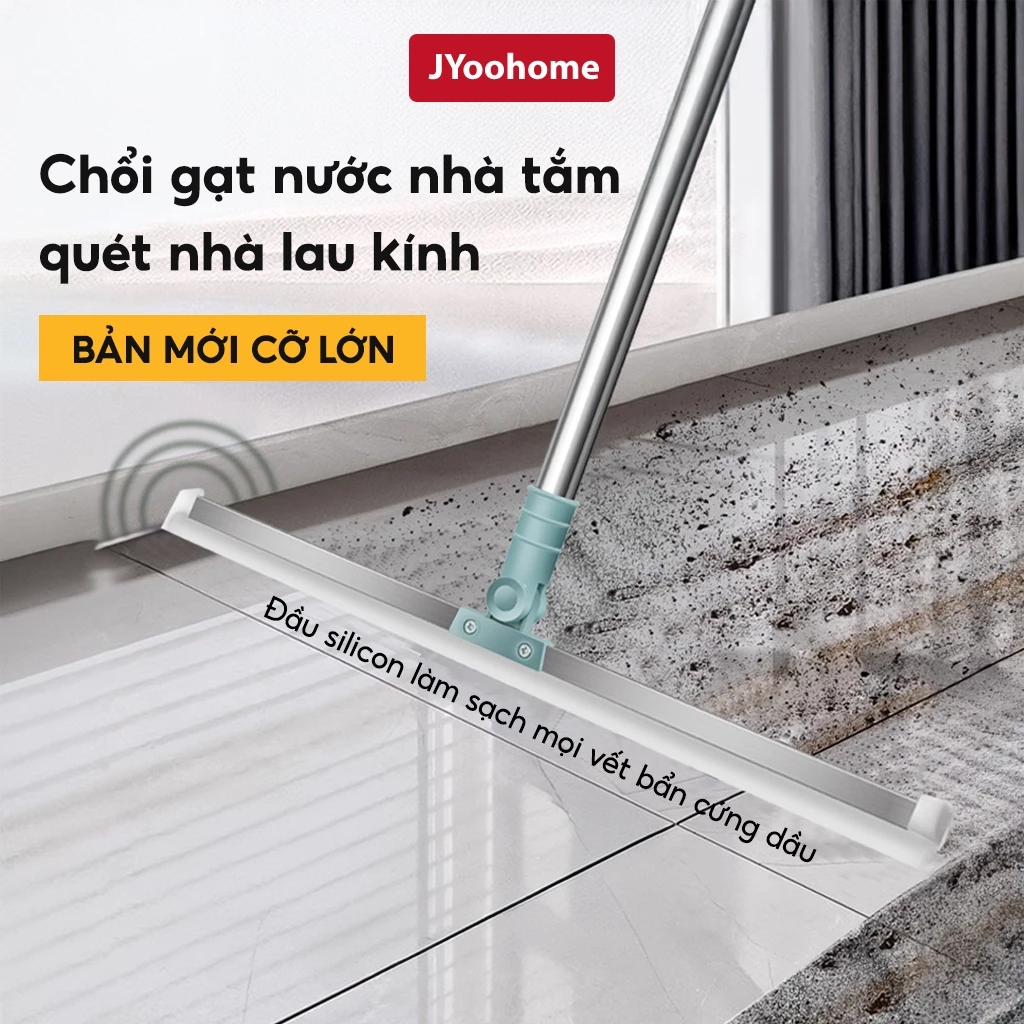 JYoohome
Chổi gạt nước nhà tắm
quét nhà lau kính
BẢN MỚI CỠ LỚN
Đầu silicon làm sạch mọi vết bẩn cứng dầu